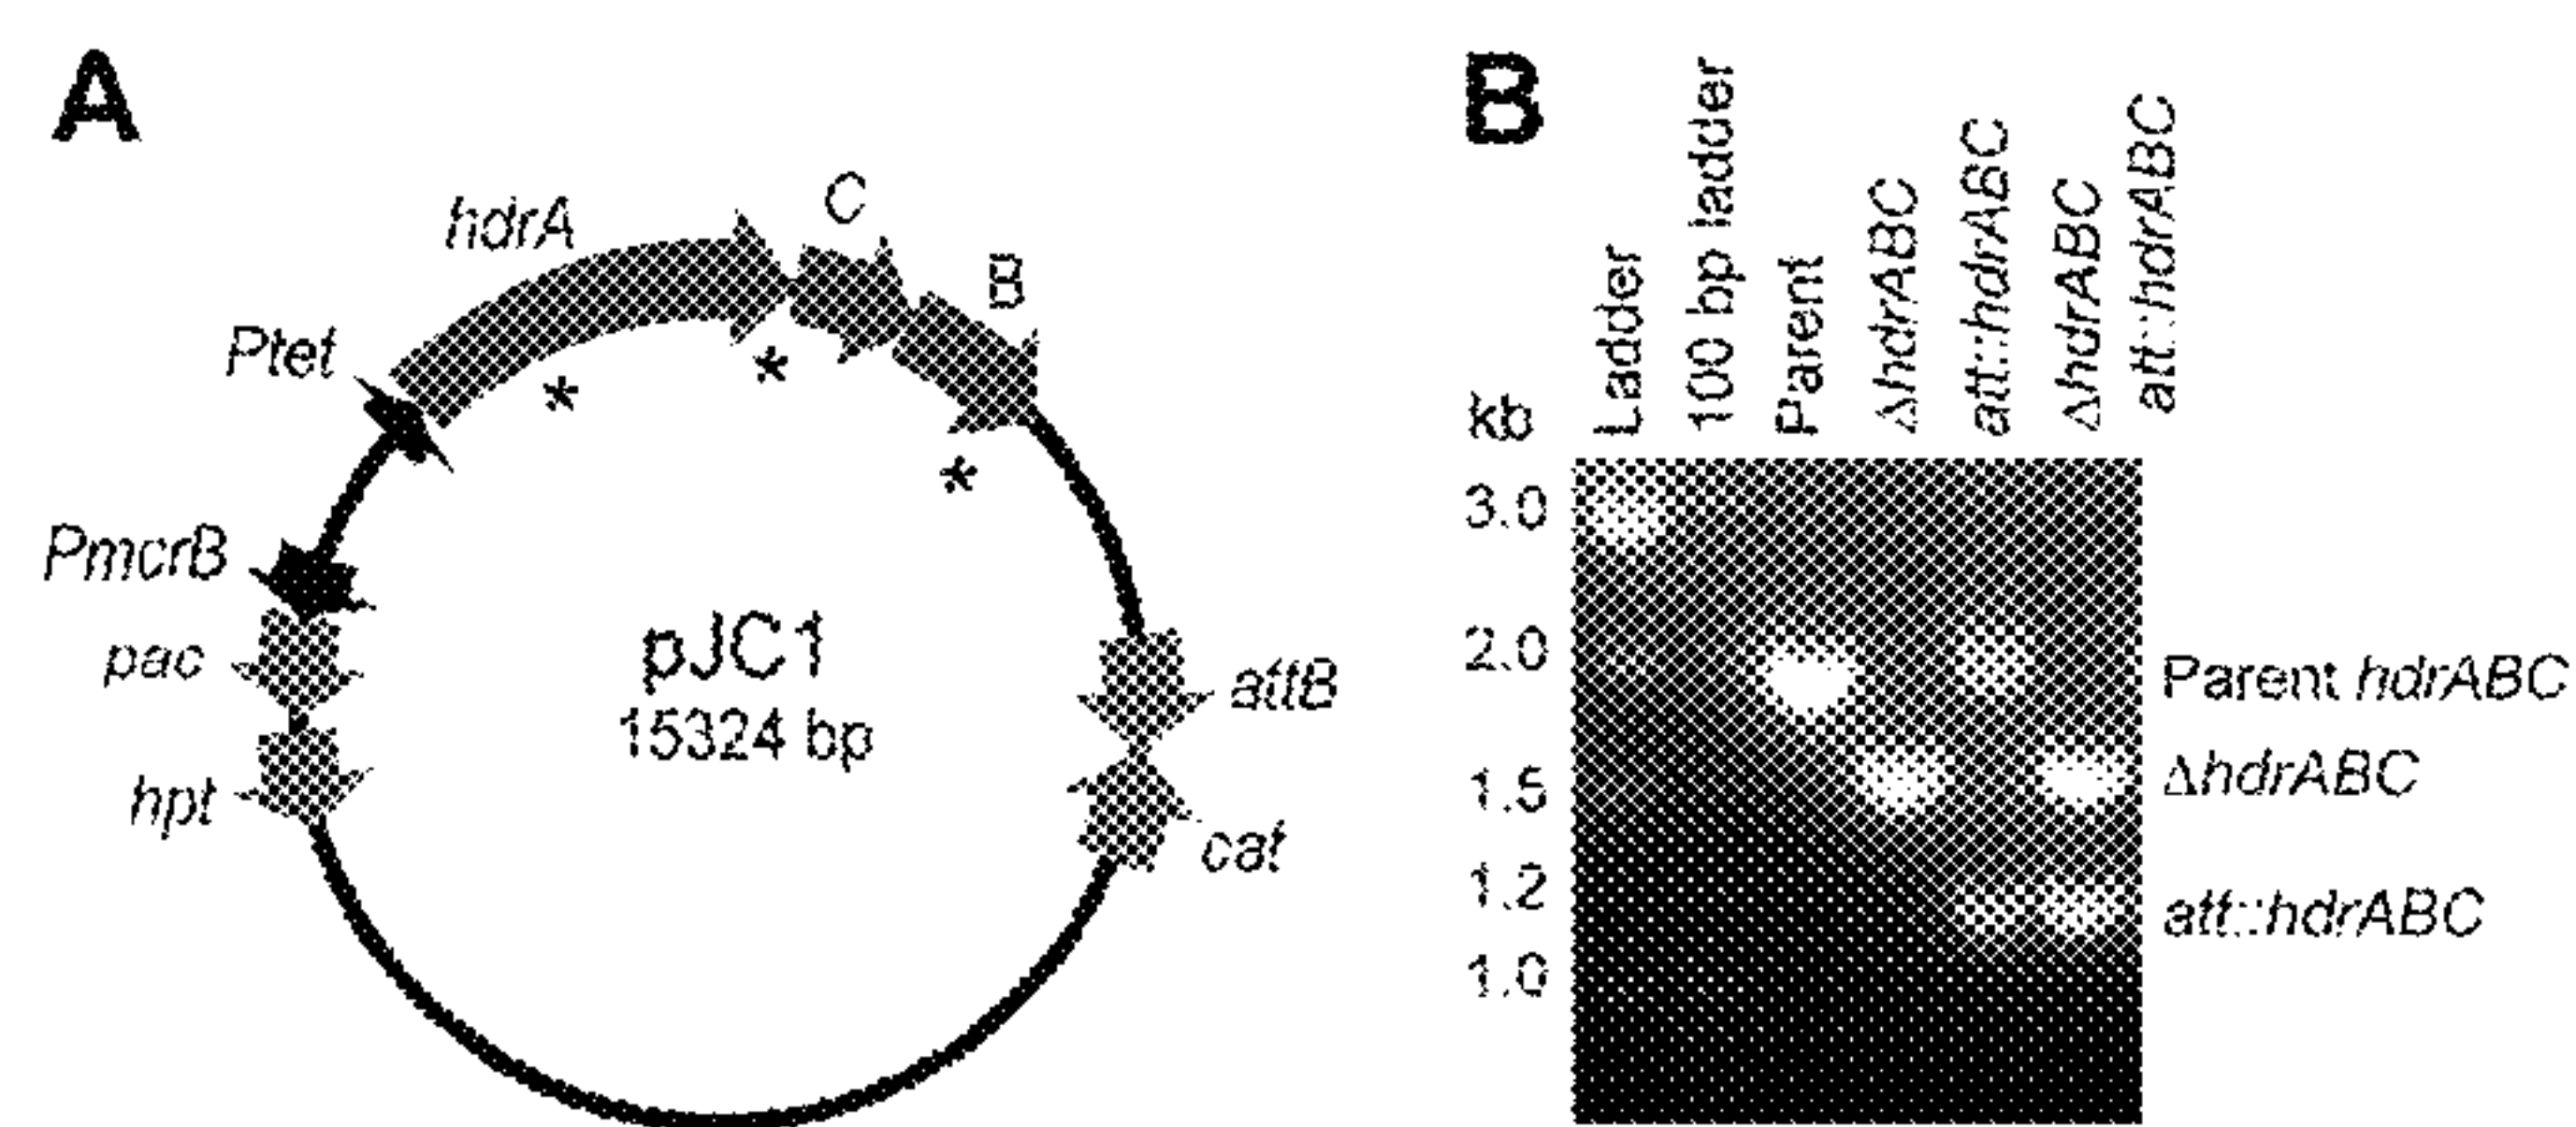 A
hdrA
C
B
Ptet
*
*
*
PmcrB
pac
hpt
pJC1
15324 bp
attB
cat
B
kb
Ladder
100 bp ladder
Parent
ΔhdrABC
att::hdrABC
ΔhdrABC
att::hdrABC
3.0
2.0
1.5
1.2
1.0
Parent hdrABC
ΔhdrABC
att::hdrABC